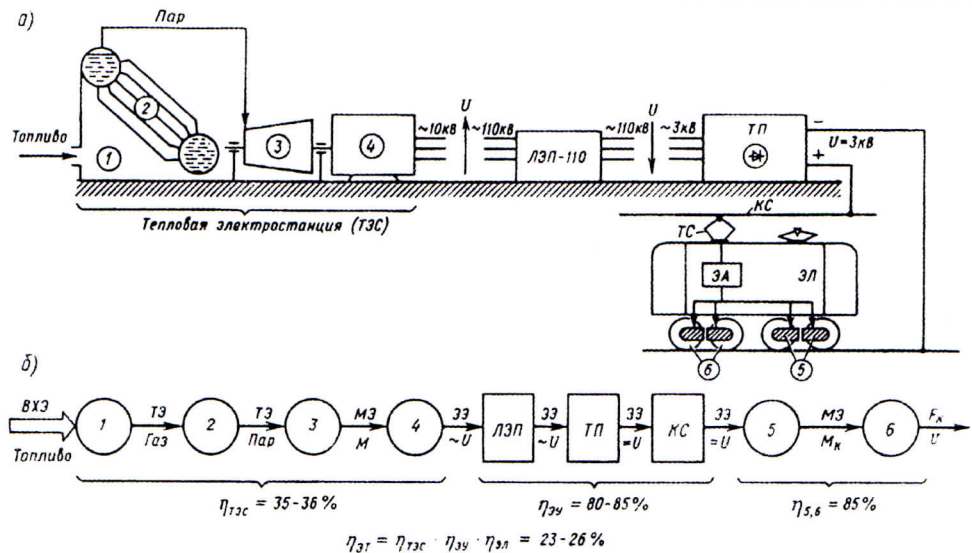 а)
Пар
Топливо
1
2
3
4
~10кв
U
~110кв
ЛЭП-110
~110кв
U
~3кв
ТП
−
+
U=3кв
Тепловая электростанция (ТЭС)
КС
ТС
ЭА
ЭЛ
6
5
б)
ВХЭ
Топливо
1
ТЭ
Газ
2
ТЭ
Пар
3
МЭ
М
4
ЭЭ
~U
ЛЭП
ЭЭ
~U
ТП
ЭЭ
=U
КС
ЭЭ
=U
5
МЭ
Мк
6
Fк
U
ηТЭС = 35-36%
ηЭУ = 80-85%
η5,6 = 85%
ηЭТ = ηТЭС · ηЭУ · ηЭЛ = 23-26%